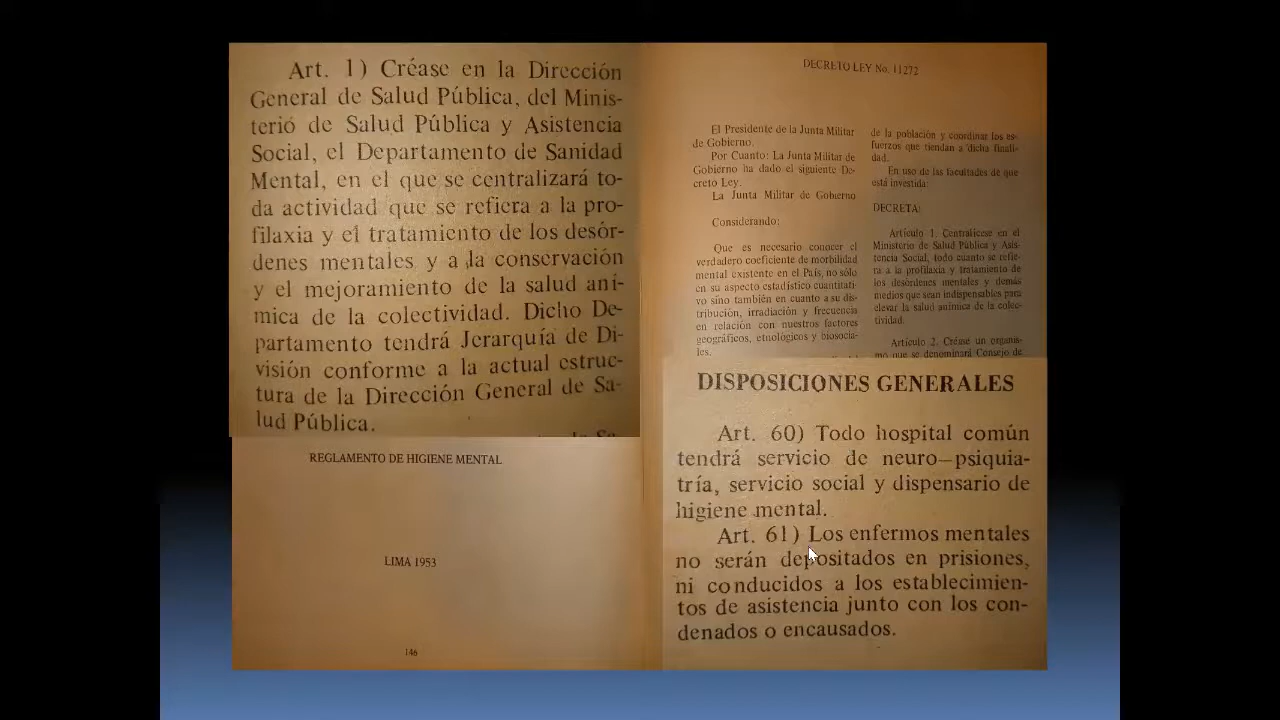 Art. 1) Créase en la Dirección
General de Salud Pública, del Minis-
terio de Salud Pública y Asistencia
Social, el Departamento de Sanidad
Mental, en el que se centralizará to-
da actividad que se refiera a la pro-
filaxia y el tratamiento de los desór-
denes mentales y a la conservación
y el mejoramiento de la salud aní-
mica de la colectividad. Dicho De-
partamento tendrá Jerarquía de Di-
visión conforme a la actual estruc-
tura de la Dirección General de Sa-
lud Pública.
REGLAMENTO DE HIGIENE MENTAL
LIMA 1953
146
DECRETO LEY No. 11272
El Presidente de la Junta Militar
de Gobierno.
Por Cuanto: La Junta Militar de
Gobierno ha dado el siguiente De-
creto Ley.
La Junta Militar de Gobierno
Considerando:
Que es necesario conocer el
verdadero coeficiente de morbilidad
mental existente en el País, no sólo
en su aspecto estadístico cuantitati-
vo sino también en cuanto a su dis-
tribución, irradiación y frecuencia
en relación con nuestros factores
geográficos, etnológicos y biosocia-
les.
de la población y coordinar los es-
fuerzos que tiendan a dicha finali-
dad.
En uso de las facultades de que
está investida:
DECRETA:
Artículo 1. Centralícese en el
Ministerio de Salud Pública y Asis-
tencia Social, todo cuanto se refie-
ra a la profilaxia y tratamiento de
los desórdenes mentales y demás
medios que sean indispensables para
elevar la salud anímica de la colec-
tividad.
Artículo 2. Créase un organis-
mo que se denominará Consejo de
DISPOSICIONES GENERALES
Art. 60) Todo hospital común
tendrá servicio de neuro—psiquia-
tría, servicio social y dispensario de
higiene mental.
Art. 61) Los enfermos mentales
no serán depositados en prisiones,
ni conducidos a los establecimien-
tos de asistencia junto con los con-
denados o encausados.